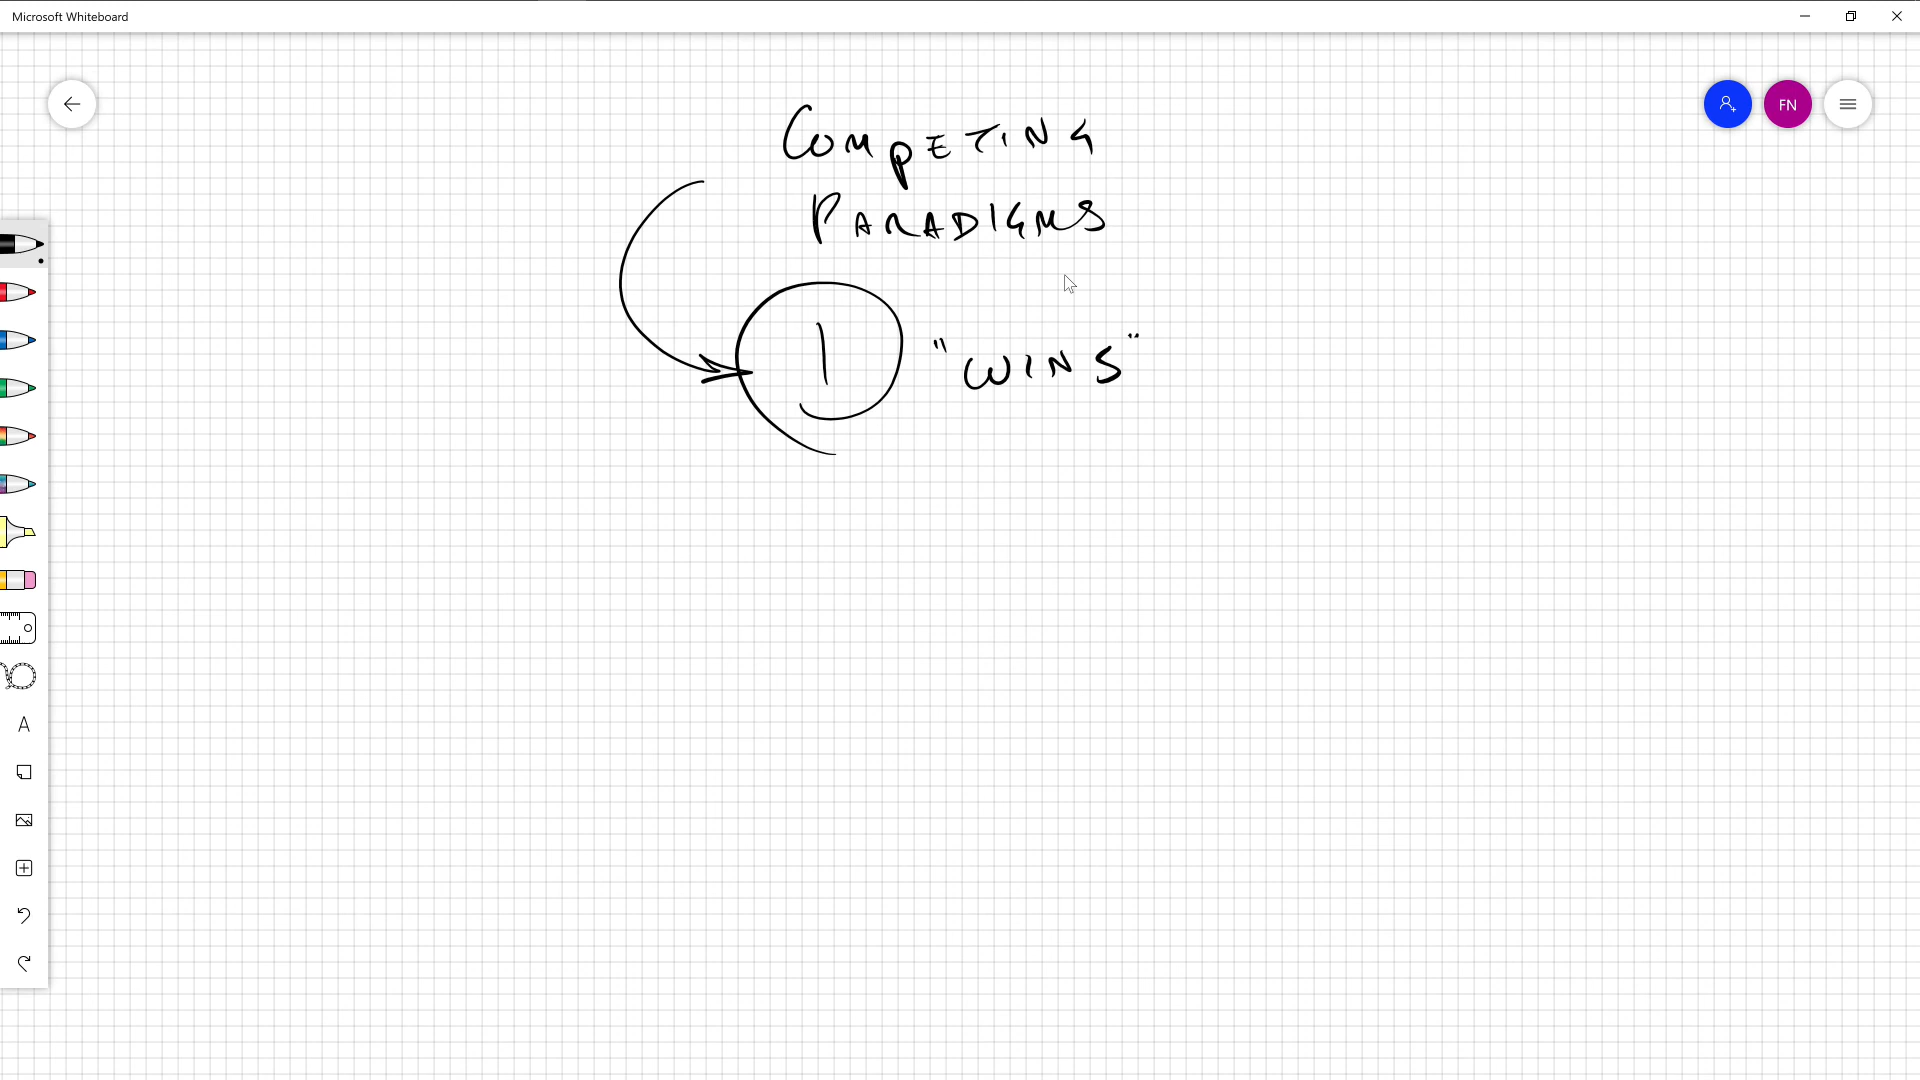 Microsoft Whiteboard
FN
COMPETING
PARADIGMS
1 "WINS"
A